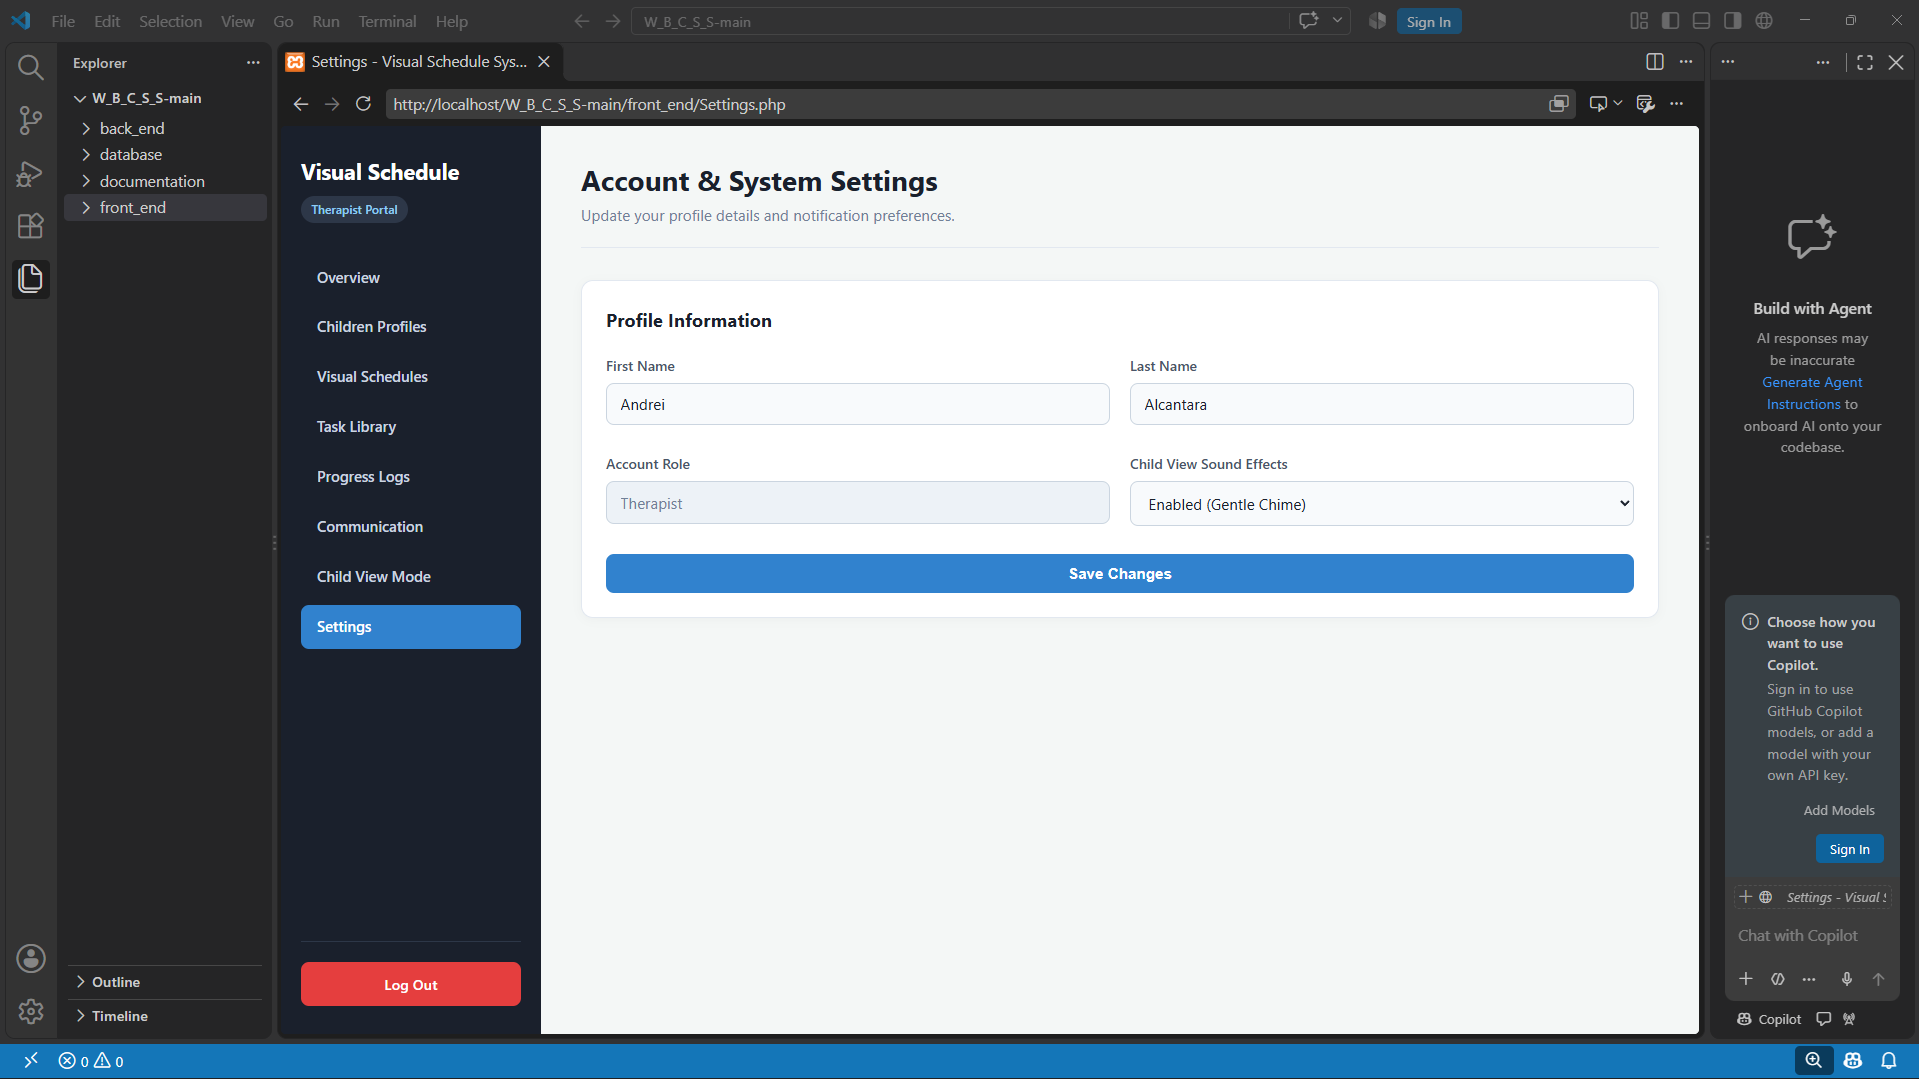 File Edit Selection View Go Run Terminal Help
W_B_C_S_S-main
Sign In
Explorer
W_B_C_S_S-main
back_end
database
documentation
front_end
Outline
Timeline
Settings - Visual Schedule Sys...
http://localhost/W_B_C_S_S-main/front_end/Settings.php
Visual Schedule
Therapist Portal
Overview
Children Profiles
Visual Schedules
Task Library
Progress Logs
Communication
Child View Mode
Settings
Log Out
Account & System Settings
Update your profile details and notification preferences.
Profile Information
First Name
Andrei
Last Name
Alcantara
Account Role
Therapist
Child View Sound Effects
Enabled (Gentle Chime)
Save Changes
Build with Agent
AI responses may
be inaccurate
Generate Agent
Instructions to
onboard AI onto your
codebase.
Choose how you
want to use
Copilot.
Sign in to use
GitHub Copilot
models, or add a
model with your
own API key.
Add Models
Sign In
Settings - Visual
Chat with Copilot
Copilot
0 0